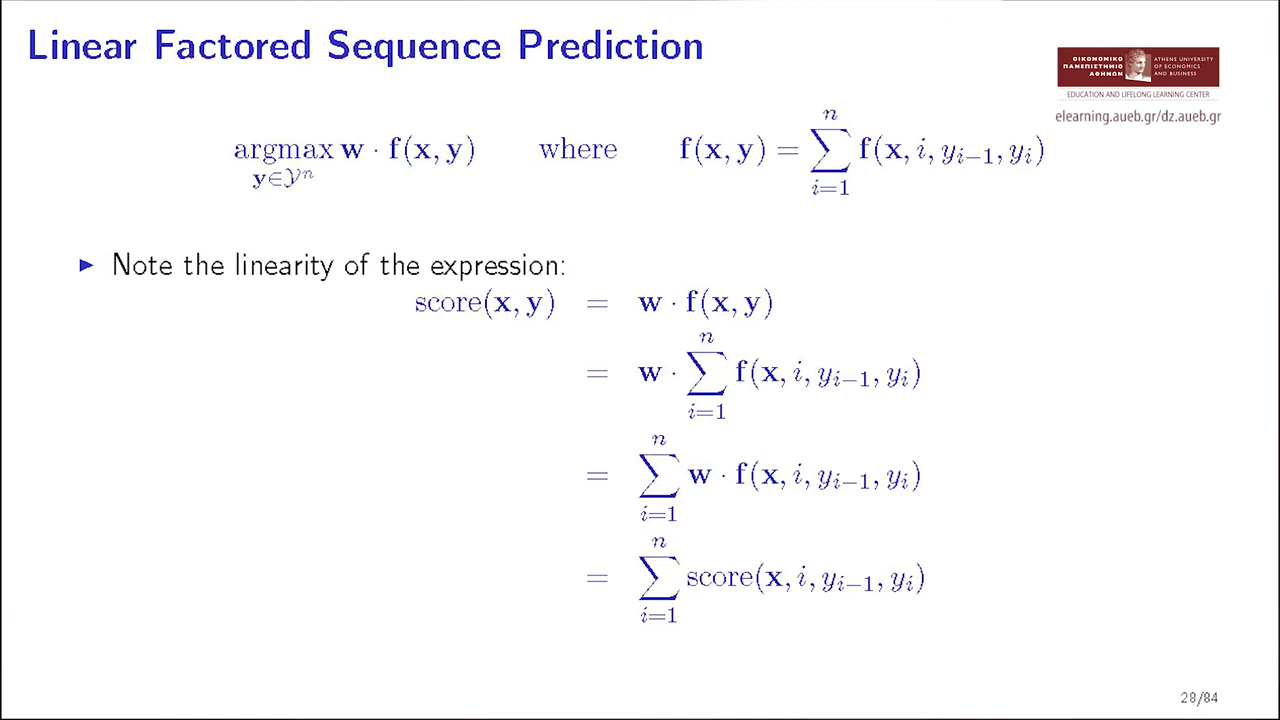 Linear Factored Sequence Prediction
ΟΙΚΟΝΟΜΙΚΟ
ΠΑΝΕΠΙΣΤΗΜΙΟ
ΑΘΗΝΩΝ
ATHENS UNIVERSITY
OF ECONOMICS
AND BUSINESS
EDUCATION AND LIFELONG LEARNING CENTER
elearning.aueb.gr/dz.aueb.gr
argmax_{y∈𝒴ⁿ} w · f(x, y) where f(x, y) = ∑_{i=1}^{n} f(x, i, y_{i−1}, y_i)
▶ Note the linearity of the expression:
score(x, y) = w · f(x, y)
= w · ∑_{i=1}^{n} f(x, i, y_{i−1}, y_i)
= ∑_{i=1}^{n} w · f(x, i, y_{i−1}, y_i)
= ∑_{i=1}^{n} score(x, i, y_{i−1}, y_i)
28/84